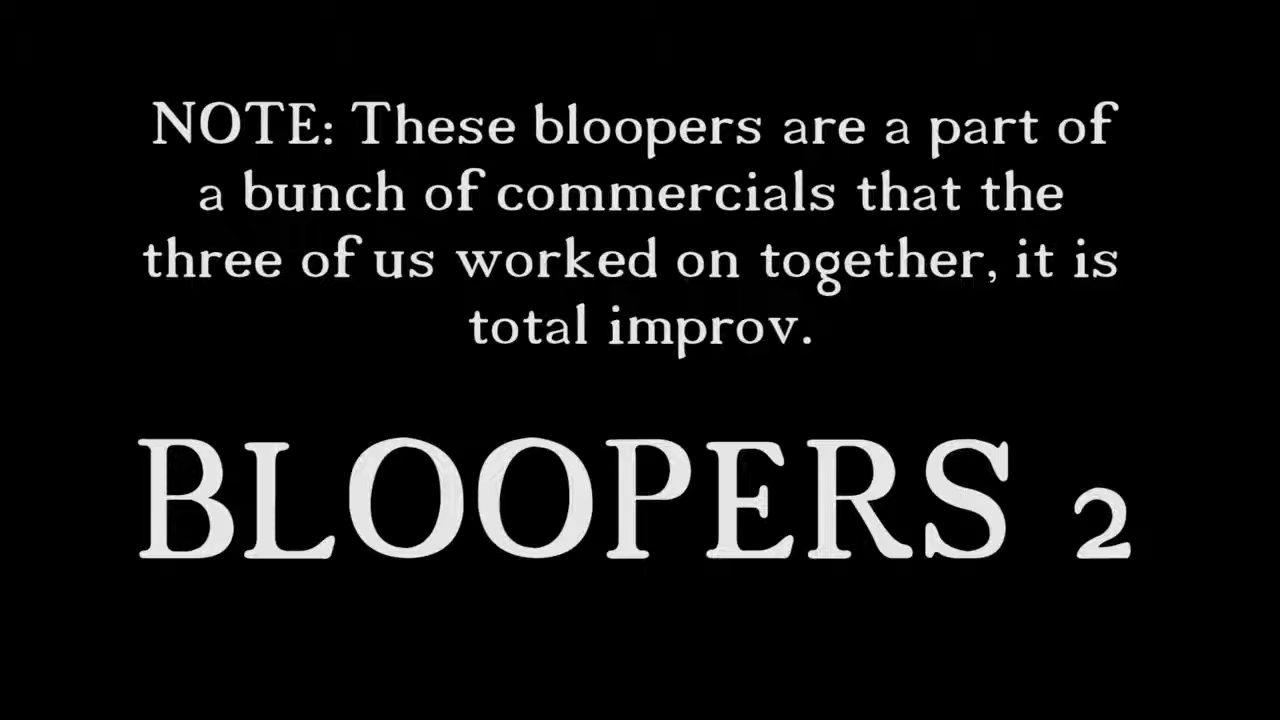 NOTE: These bloopers are a part of
a bunch of commercials that the
three of us worked on together, it is
total improv.
BLOOPERS 2